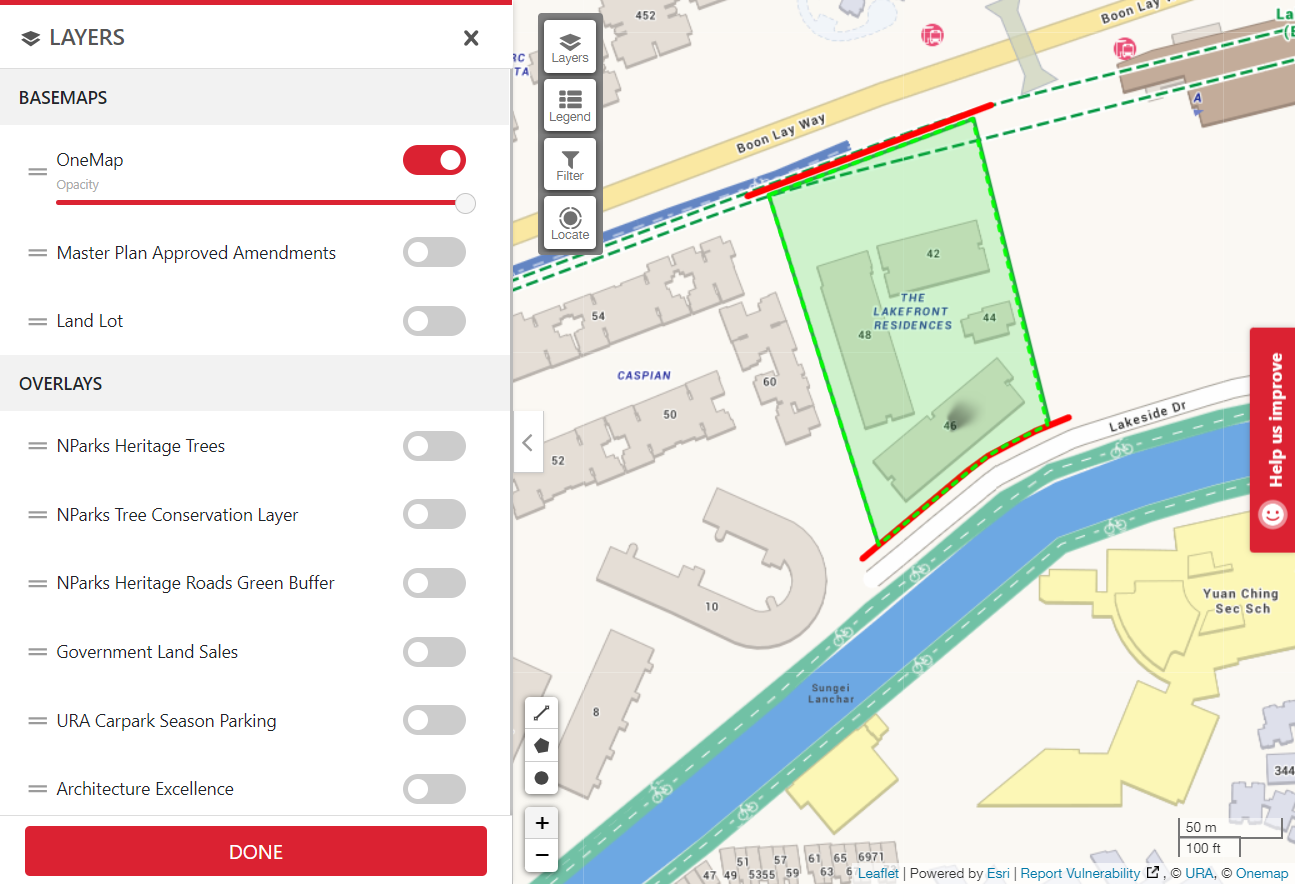 LAYERS
BASEMAPS
OneMap
Opacity
Master Plan Approved Amendments
Land Lot
OVERLAYS
NParks Heritage Trees
NParks Tree Conservation Layer
NParks Heritage Roads Green Buffer
Government Land Sales
URA Carpark Season Parking
Architecture Excellence
DONE
Layers
Legend
Filter
Locate
452
RC
TA
Boon Lay Way
Boon Lay
La
(E
A
54
CASPIAN
60
50
52
42
THE
LAKEFRONT
RESIDENCES
44
48
46
Lakeside Dr
Help us improve
10
8
Sungei
Lanchar
Yuan Ching
Sec Sch
344
+
−
50 m
100 ft
47
49
51
5355
57
59
61
63
65
6971
Leaflet | Powered by Esri | Report Vulnerability , © URA, © Onemap